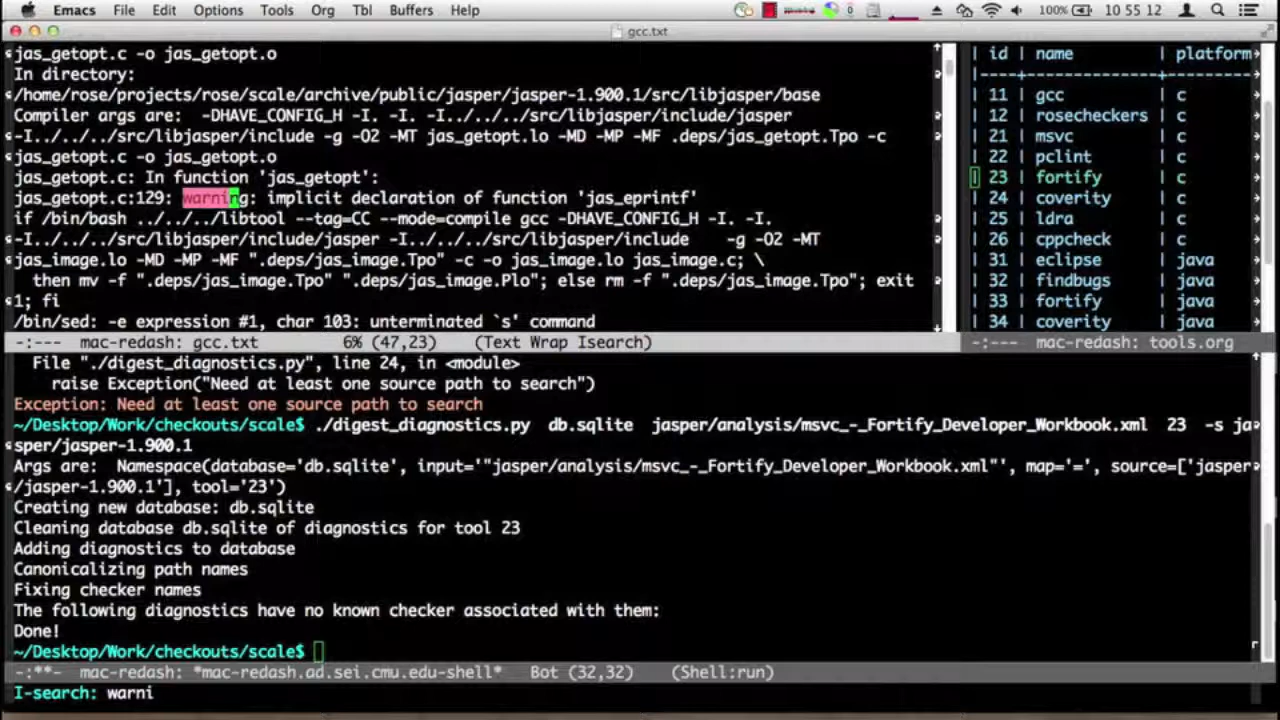 Emacs File Edit Options Tools Org Tbl Buffers Help 100% 10 55 12
gcc.txt
jas_getopt.c -o jas_getopt.o
In directory:
/home/rose/projects/rose/scale/archive/public/jasper/jasper-1.900.1/src/libjasper/base
Compiler args are:  -DHAVE_CONFIG_H -I. -I. -I../../../src/libjasper/include/jasper
-I../../../src/libjasper/include -g -O2 -MT jas_getopt.lo -MD -MP -MF .deps/jas_getopt.Tpo -c
jas_getopt.c -o jas_getopt.o
jas_getopt.c: In function 'jas_getopt':
jas_getopt.c:129: warning: implicit declaration of function 'jas_eprintf'
if /bin/bash ../../../libtool --tag=CC --mode=compile gcc -DHAVE_CONFIG_H -I. -I.
-I../../../src/libjasper/include/jasper -I../../../src/libjasper/include    -g -O2 -MT
jas_image.lo -MD -MP -MF ".deps/jas_image.Tpo" -c -o jas_image.lo jas_image.c; \
  then mv -f ".deps/jas_image.Tpo" ".deps/jas_image.Plo"; else rm -f ".deps/jas_image.Tpo"; exit
1; fi
/bin/sed: -e expression #1, char 103: unterminated `s' command
-:---  mac-redash: gcc.txt        6% (47,23)    (Text Wrap Isearch)
| id | name | platform
|----+-------------+---------
| 11 | gcc | c
| 12 | rosecheckers | c
| 21 | msvc | c
| 22 | pclint | c
| 23 | fortify | c
| 24 | coverity | c
| 25 | ldra | c
| 26 | cppcheck | c
| 31 | eclipse | java
| 32 | findbugs | java
| 33 | fortify | java
| 34 | coverity | java
-:---  mac-redash: tools.org
  File "./digest_diagnostics.py", line 24, in <module>
    raise Exception("Need at least one source path to search")
Exception: Need at least one source path to search
~/Desktop/Work/checkouts/scale$ ./digest_diagnostics.py  db.sqlite  jasper/analysis/msvc_-_Fortify_Developer_Workbook.xml  23  -s ja
sper/jasper-1.900.1
Args are:  Namespace(database='db.sqlite', input='"jasper/analysis/msvc_-_Fortify_Developer_Workbook.xml"', map='=', source=['jasper
/jasper-1.900.1'], tool='23')
Creating new database: db.sqlite
Cleaning database db.sqlite of diagnostics for tool 23
Adding diagnostics to database
Canonicalizing path names
Fixing checker names
The following diagnostics have no known checker associated with them:
Done!
~/Desktop/Work/checkouts/scale$
-:**-  mac-redash: *mac-redash.ad.sei.cmu.edu-shell*   Bot (32,32)    (Shell:run)
I-search: warni